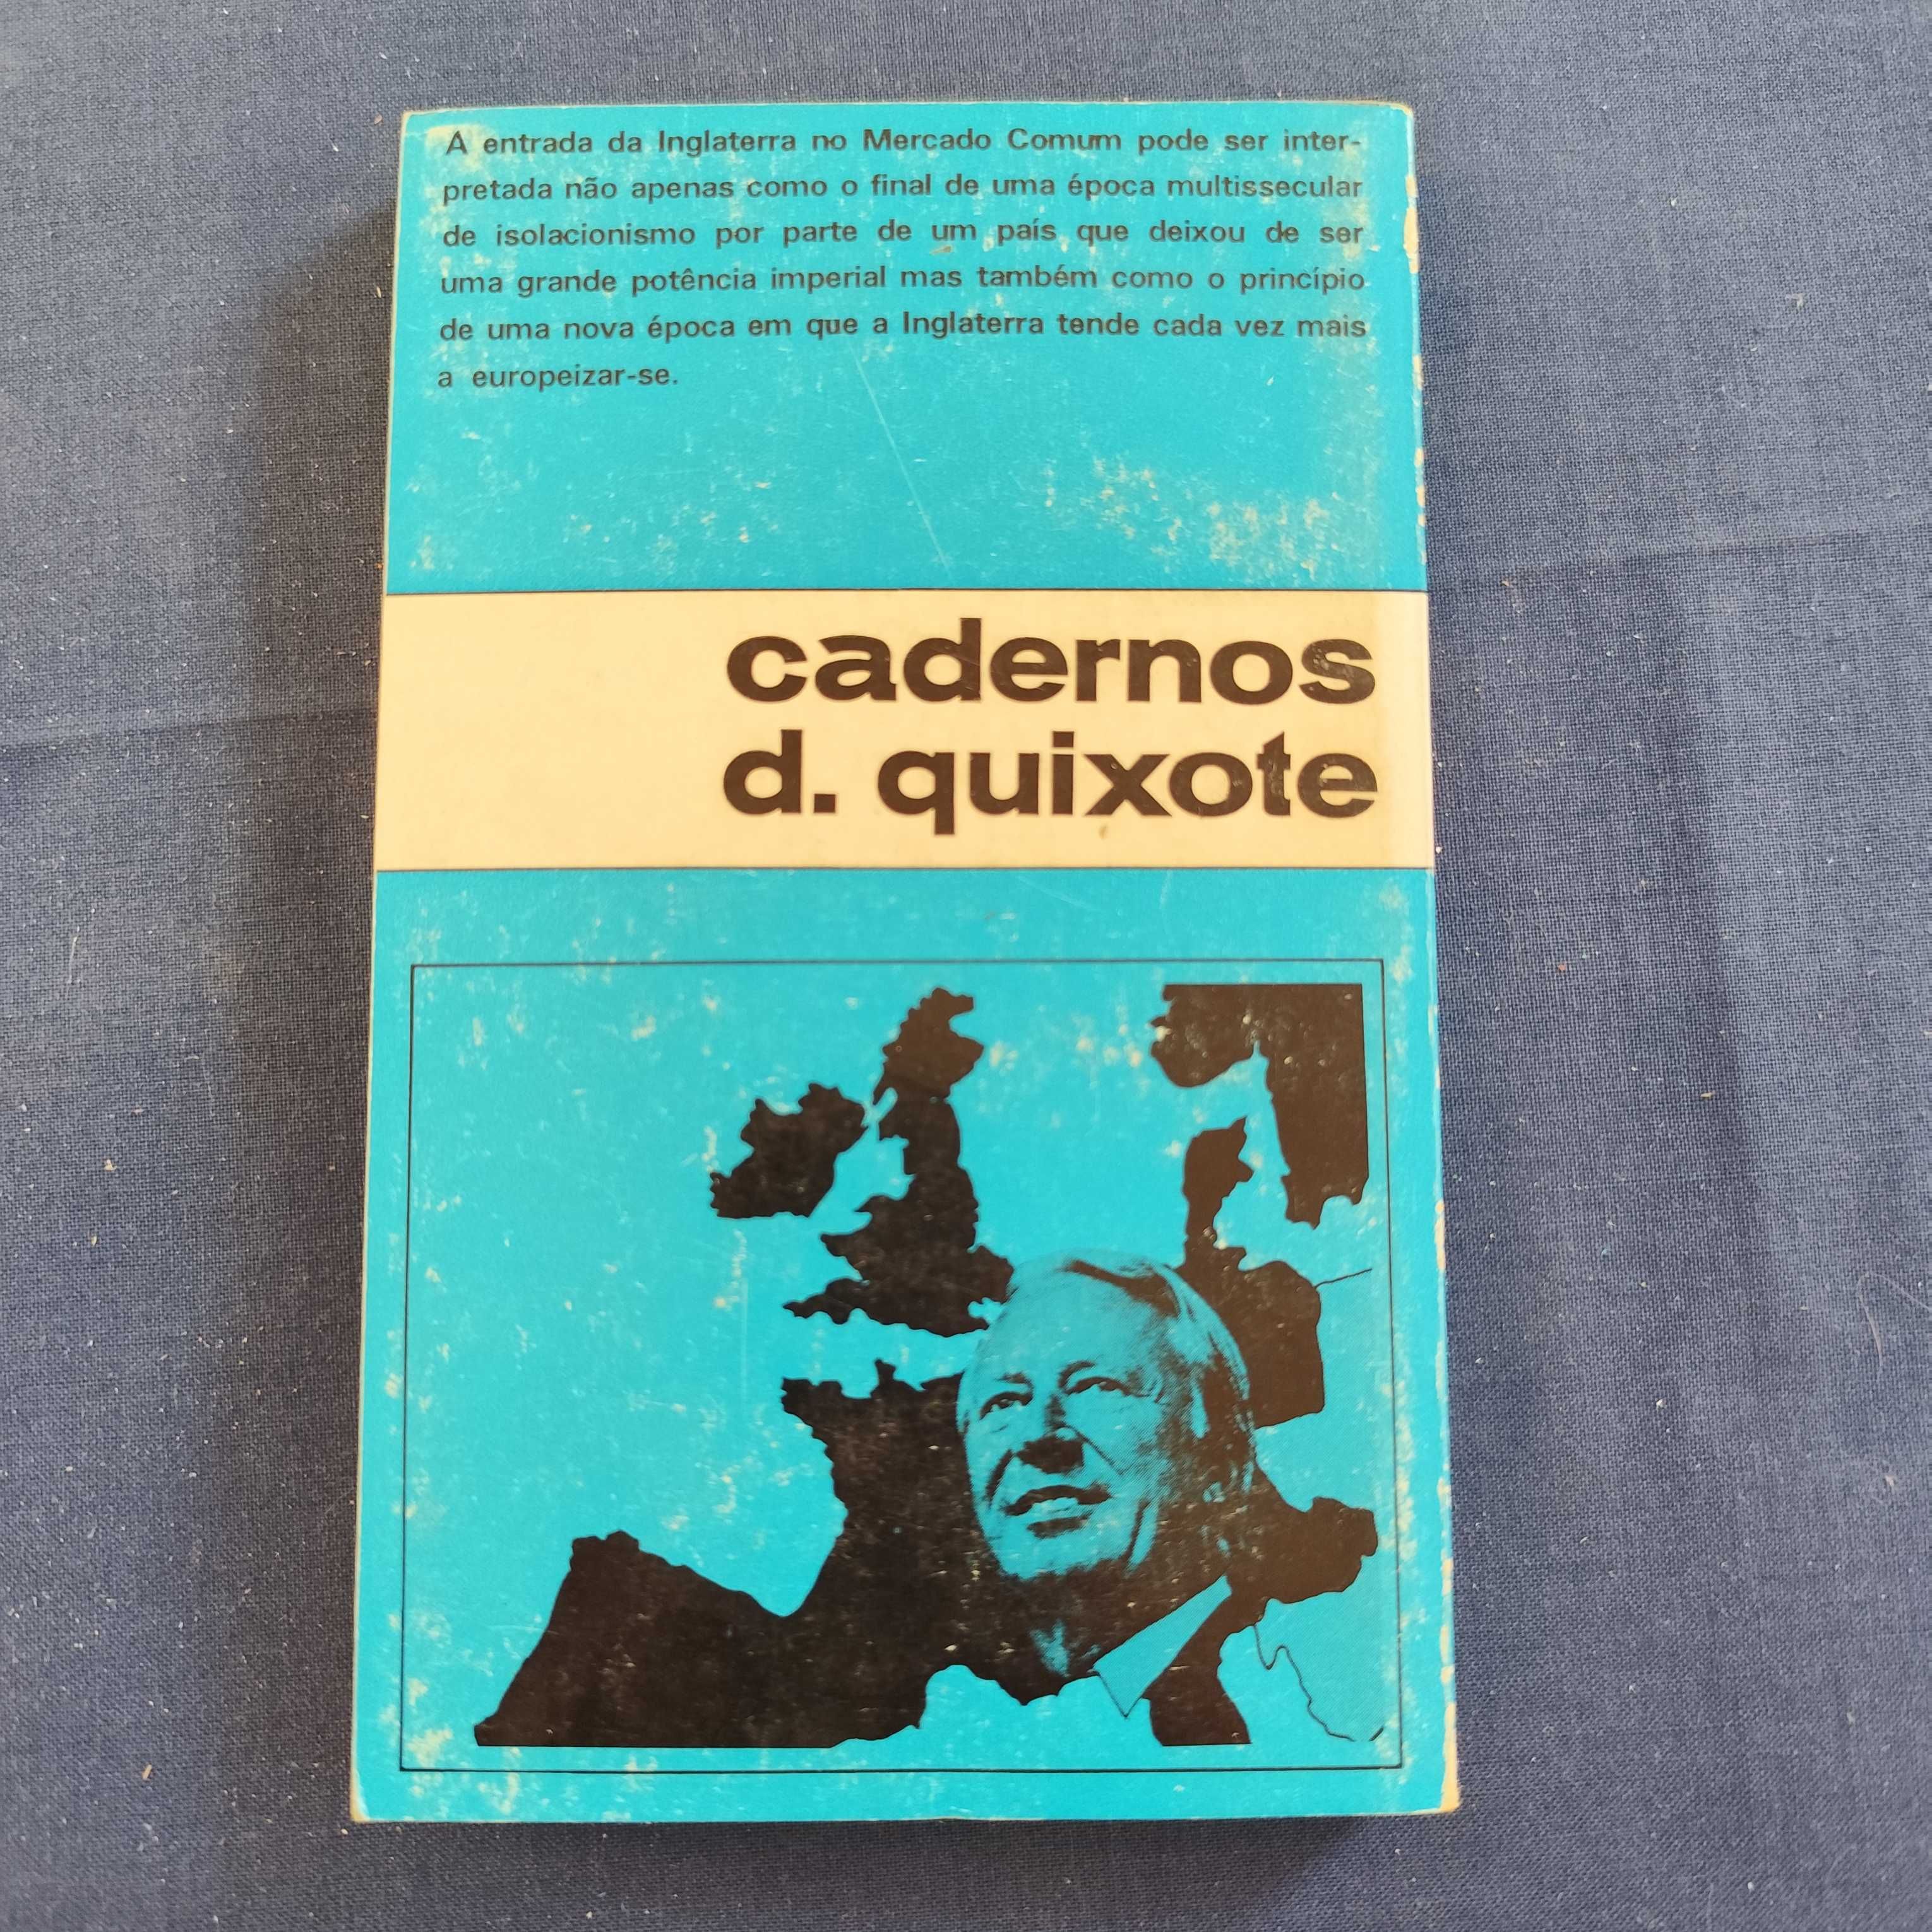 A entrada da Inglaterra no Mercado Comum pode ser inter-
pretada não apenas como o final de uma época multissecular
de isolacionismo por parte de um país que deixou de ser
uma grande potência imperial mas também como o princípio
de uma nova época em que a Inglaterra tende cada vez mais
a europeizar-se.
cadernos
d. quixote